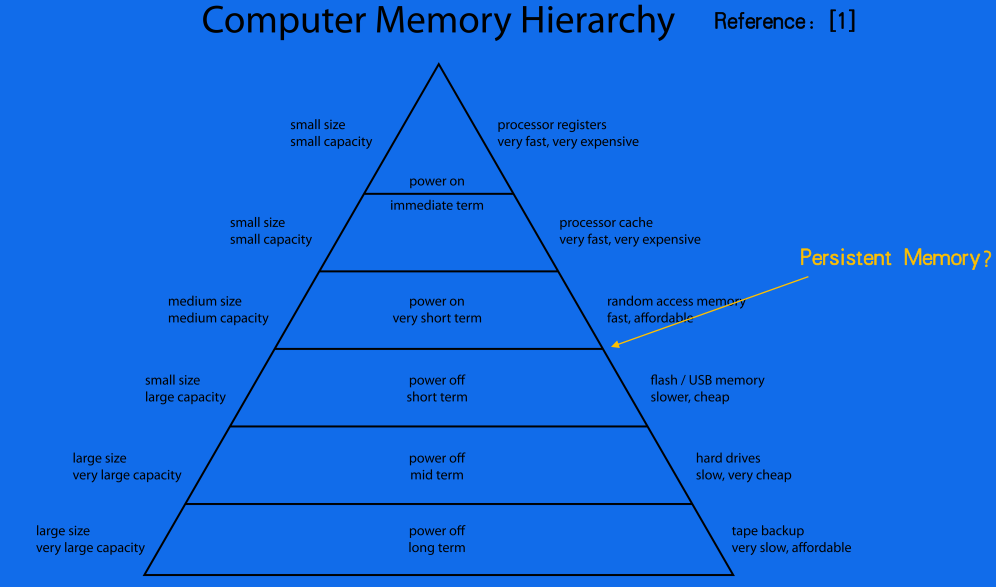 Computer Memory Hierarchy
Reference: [1]
small size
small capacity
processor registers
very fast, very expensive
power on
immediate term
small size
small capacity
processor cache
very fast, very expensive
Persistent Memory?
medium size
medium capacity
power on
very short term
random access memory
fast, affordable
small size
large capacity
power off
short term
flash / USB memory
slower, cheap
large size
very large capacity
power off
mid term
hard drives
slow, very cheap
large size
very large capacity
power off
long term
tape backup
very slow, affordable